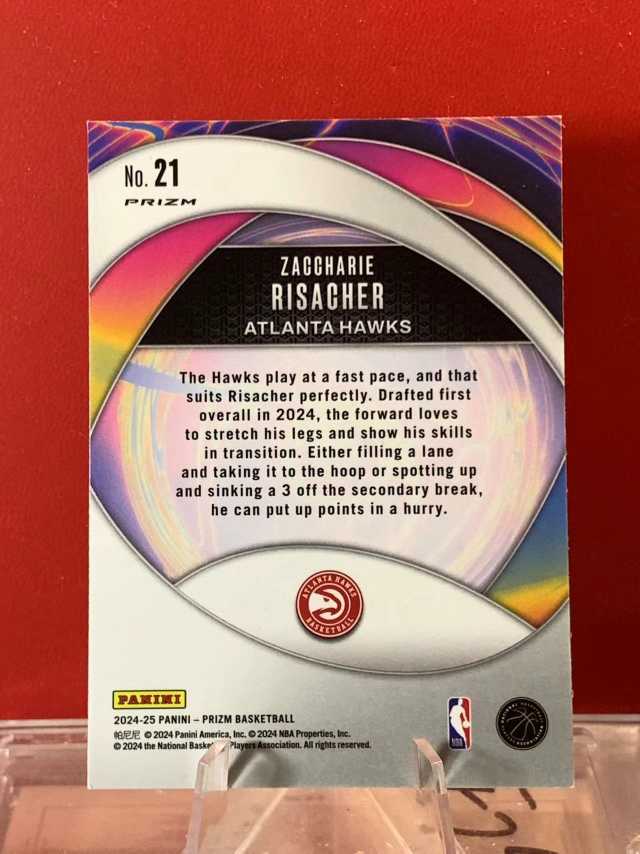 No. 21
PRIZM
ZACCHARIE
RISACHER
ATLANTA HAWKS
The Hawks play at a fast pace, and that
suits Risacher perfectly. Drafted first
overall in 2024, the forward loves
to stretch his legs and show his skills
in transition. Either filling a lane
and taking it to the hoop or spotting up
and sinking a 3 off the secondary break,
he can put up points in a hurry.
ATLANTA HAWKS
BASKETBALL
PANINI
2024-25 PANINI – PRIZM BASKETBALL
帕尼尼 © 2024 Panini America, Inc. © 2024 NBA Properties, Inc.
© 2024 the National Players Association. All rights reserved.
NBA